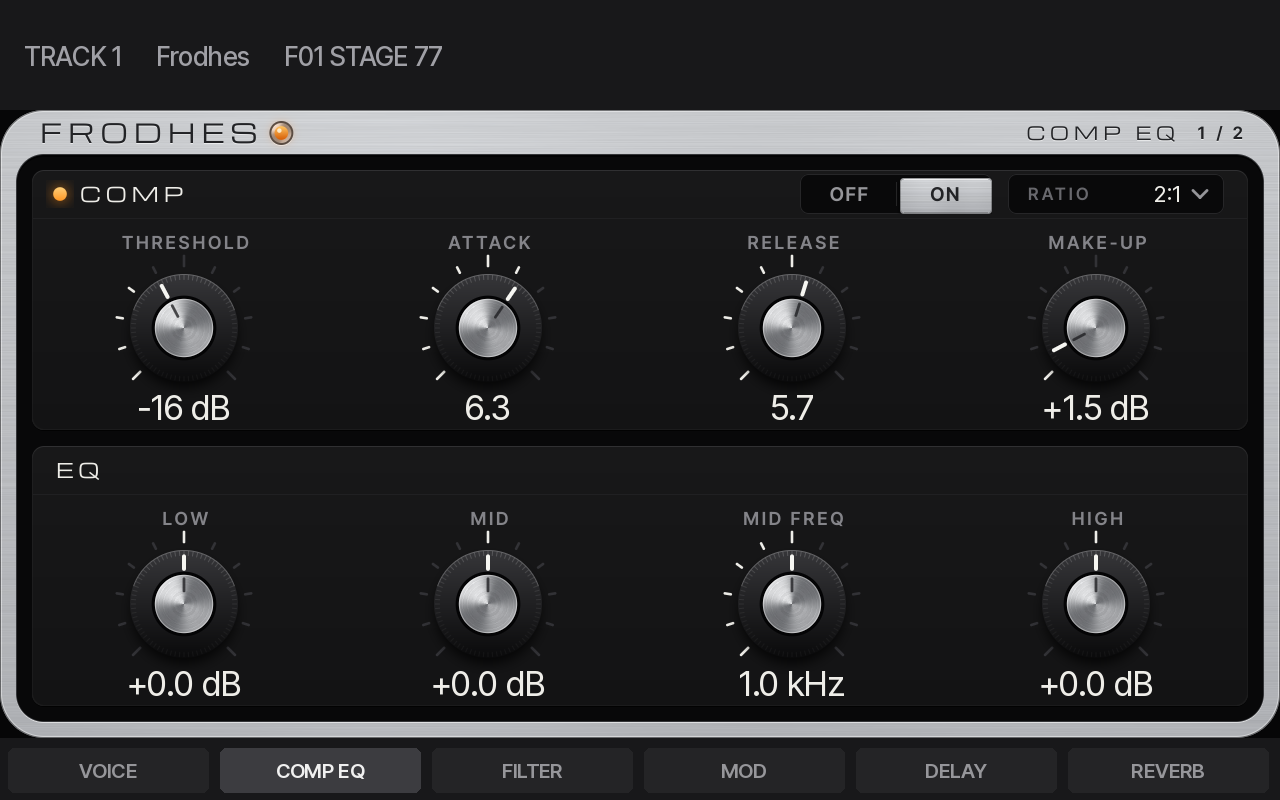 TRACK 1 Frodhes F01 STAGE 77
FRODHES COMP EQ 1 / 2
COMP OFF ON RATIO 2:1
THRESHOLD ATTACK RELEASE MAKE-UP
-16 dB 6.3 5.7 +1.5 dB
EQ
LOW MID MID FREQ HIGH
+0.0 dB +0.0 dB 1.0 kHz +0.0 dB
VOICE COMP EQ FILTER MOD DELAY REVERB